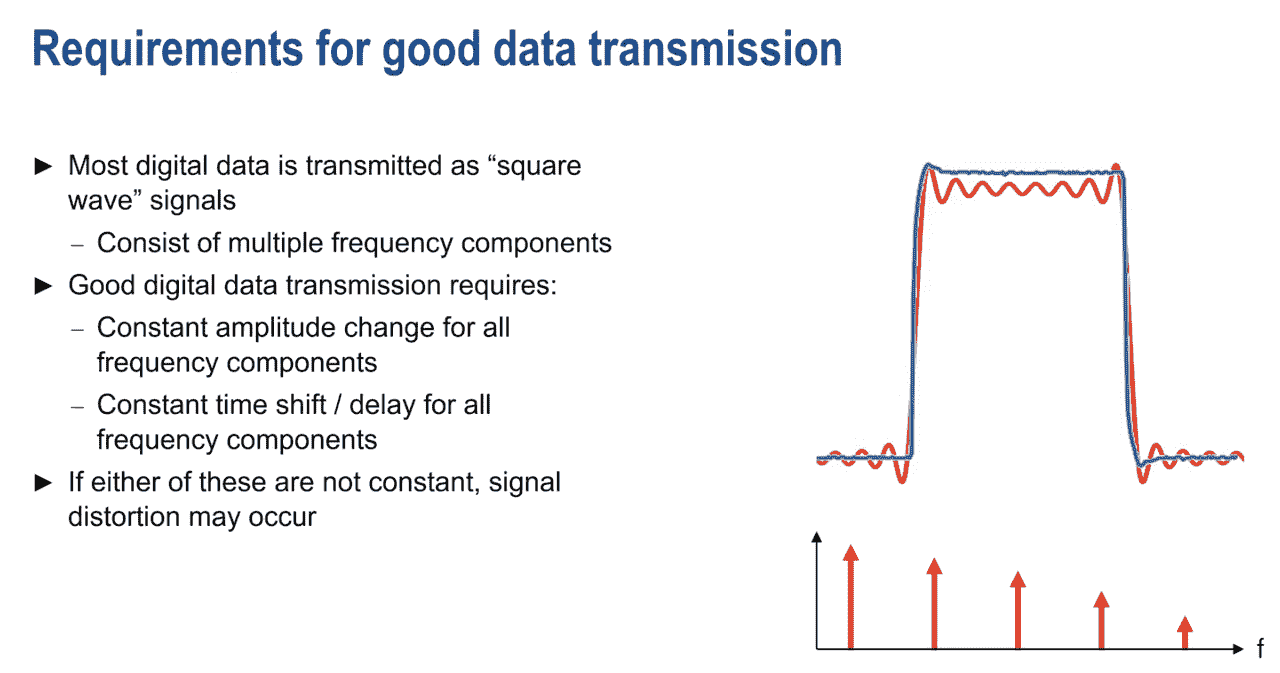 Requirements for good data transmission
► Most digital data is transmitted as “square
wave” signals
– Consist of multiple frequency components
► Good digital data transmission requires:
– Constant amplitude change for all
frequency components
– Constant time shift / delay for all
frequency components
► If either of these are not constant, signal
distortion may occur
f